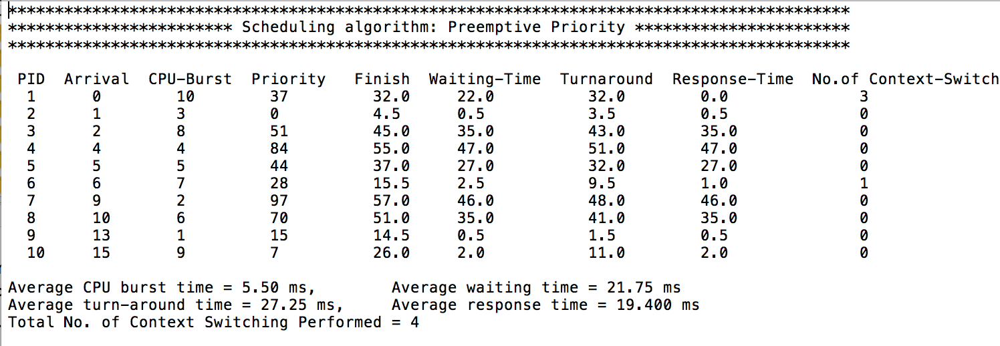 ******************************************************************************************
************************ Scheduling algorithm: Preemptive Priority ***********************
******************************************************************************************
PID Arrival CPU-Burst Priority Finish Waiting-Time Turnaround Response-Time No.of Context-Switch
1 0 10 37 32.0 22.0 32.0 0.0 3
2 1 3 0 4.5 0.5 3.5 0.5 0
3 2 8 51 45.0 35.0 43.0 35.0 0
4 4 4 84 55.0 47.0 51.0 47.0 0
5 5 5 44 37.0 27.0 32.0 27.0 0
6 6 7 28 15.5 2.5 9.5 1.0 1
7 9 2 97 57.0 46.0 48.0 46.0 0
8 10 6 70 51.0 35.0 41.0 35.0 0
9 13 1 15 14.5 0.5 1.5 0.5 0
10 15 9 7 26.0 2.0 11.0 2.0 0
Average CPU burst time = 5.50 ms, Average waiting time = 21.75 ms
Average turn-around time = 27.25 ms, Average response time = 19.400 ms
Total No. of Context Switching Performed = 4